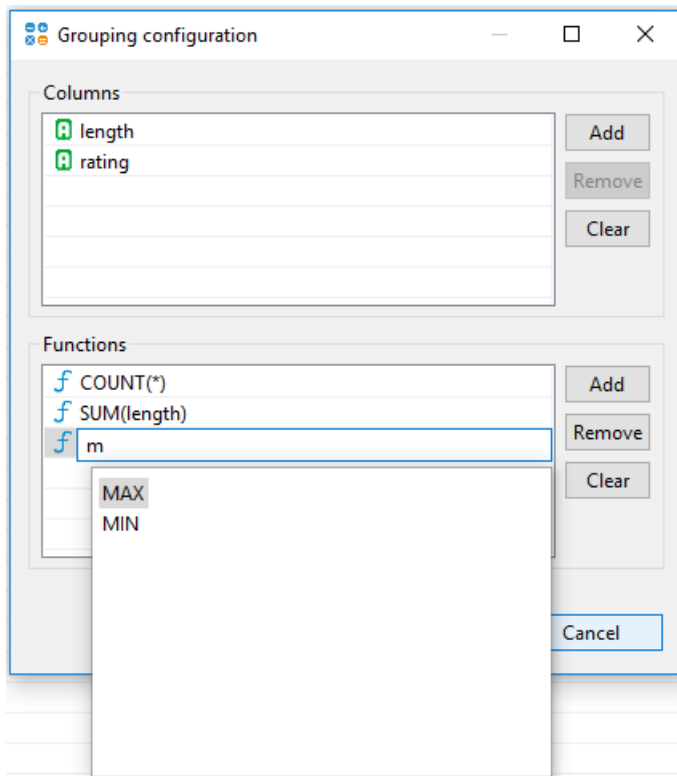 Grouping configuration
Columns
length
Add
rating
Remove
Clear
Functions
COUNT(*)
Add
SUM(length)
Remove
m
Clear
MAX
MIN
Cancel